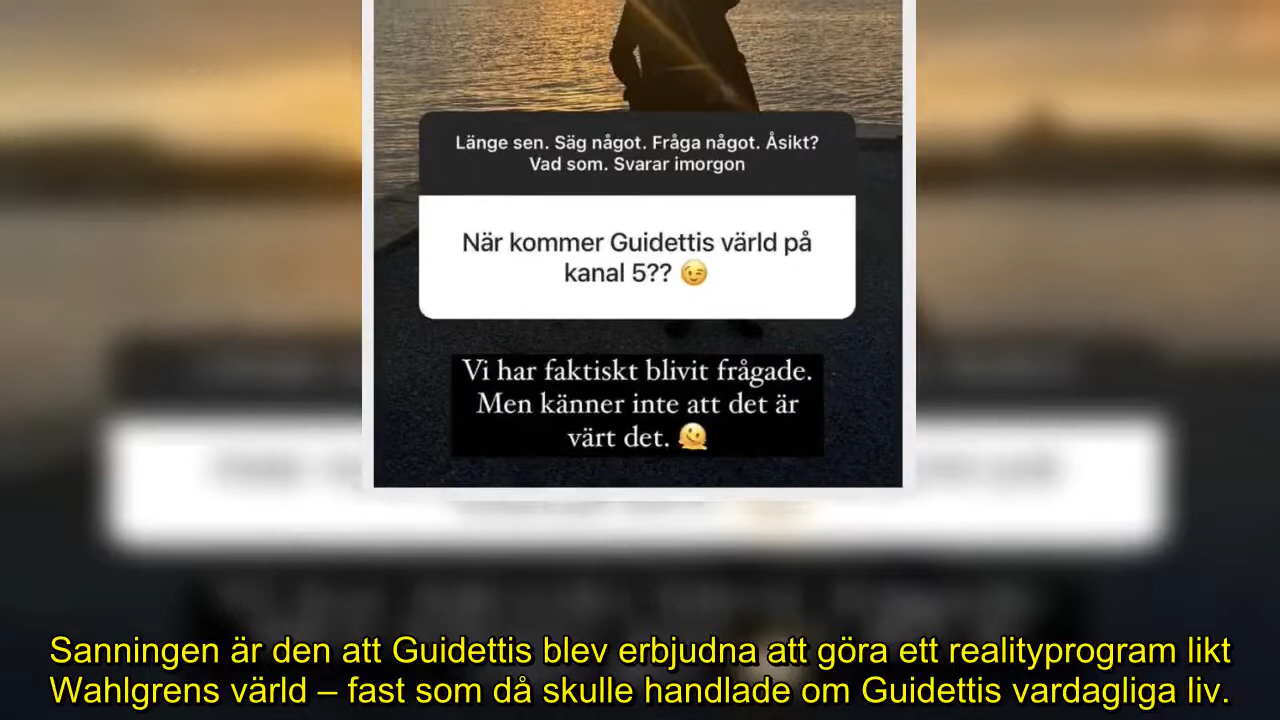 Länge sen. Säg något. Fråga något. Åsikt?
Vad som. Svarar imorgon
När kommer Guidettis värld på
kanal 5?? 😉
Vi har faktiskt blivit frågade.
Men känner inte att det är
värt det. 🫠
Sanningen är den att Guidettis blev erbjudna att göra ett realityprogram likt
Wahlgrens värld – fast som då skulle handlade om Guidettis vardagliga liv.